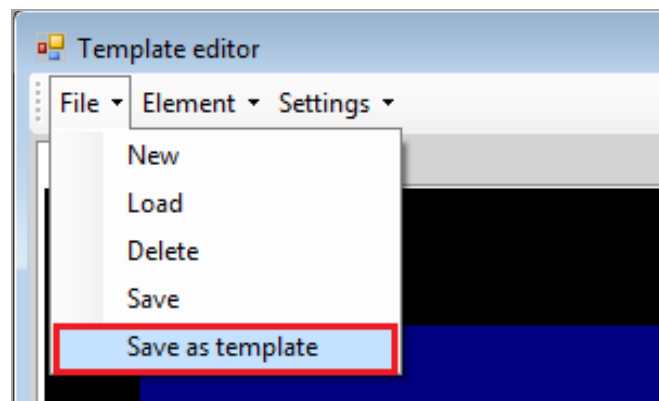 Template editor
File Element Settings
New
Load
Delete
Save
Save as template